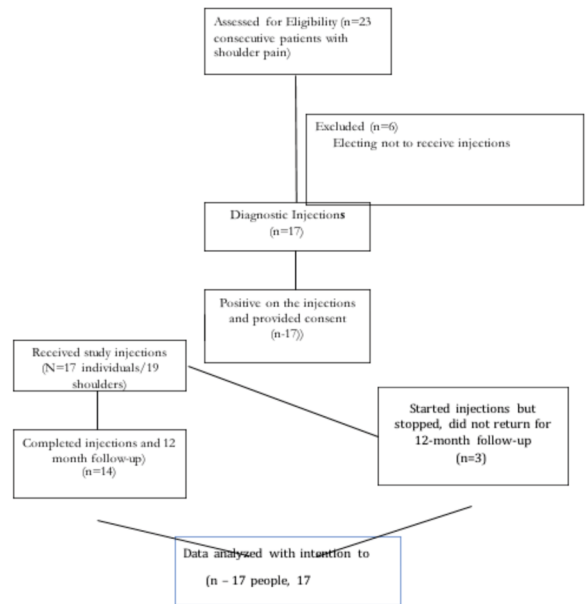 Assessed for Eligibility (n=23
consecutive patients with
shoulder pain)
Excluded (n=6)
Electing not to receive injections
Diagnostic Injections
(n=17)
Positive on the injections
and provided consent
(n-17))
Received study injections
(N=17 individuals/19
shoulders)
Started injections but
stopped, did not return for
12-month follow-up
(n=3)
Completed injections and 12
month follow-up)
(n=14)
Data analyzed with intention to
(n – 17 people, 17